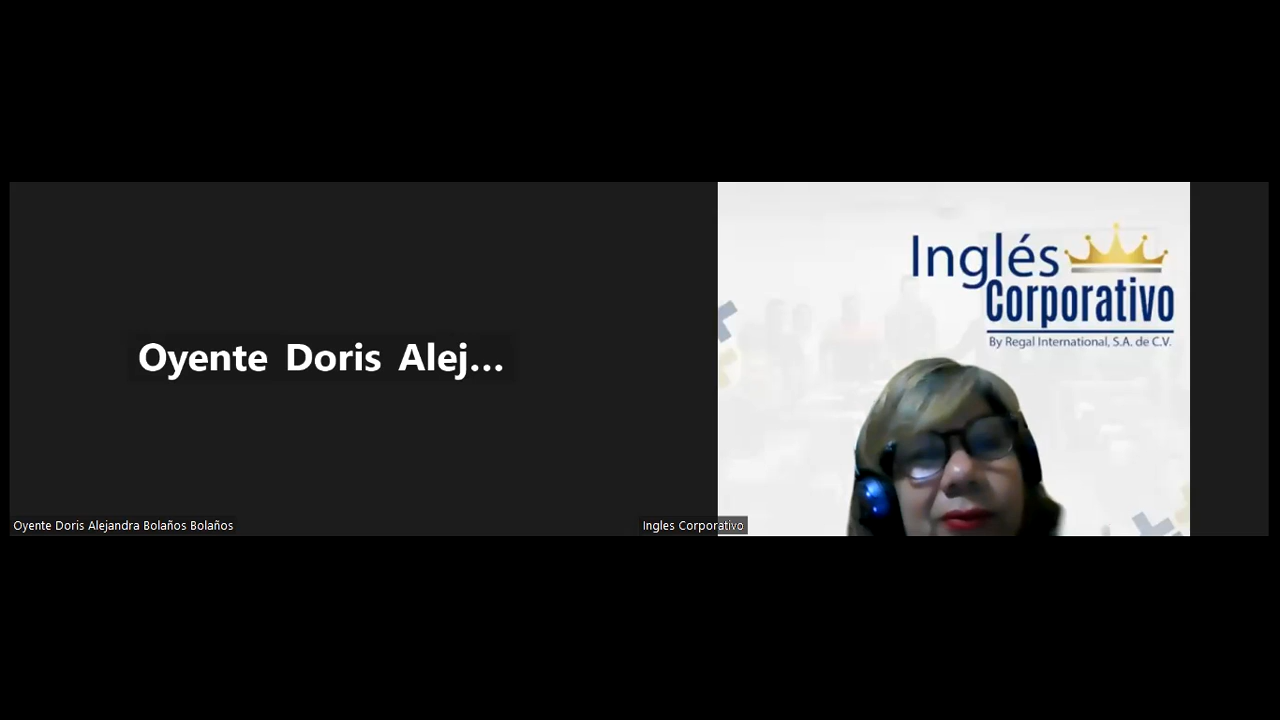 Oyente Doris Alej...
Oyente Doris Alejandra Bolaños Bolaños
Inglés
Corporativo
By Regal International, S.A. de C.V.
Ingles Corporativo